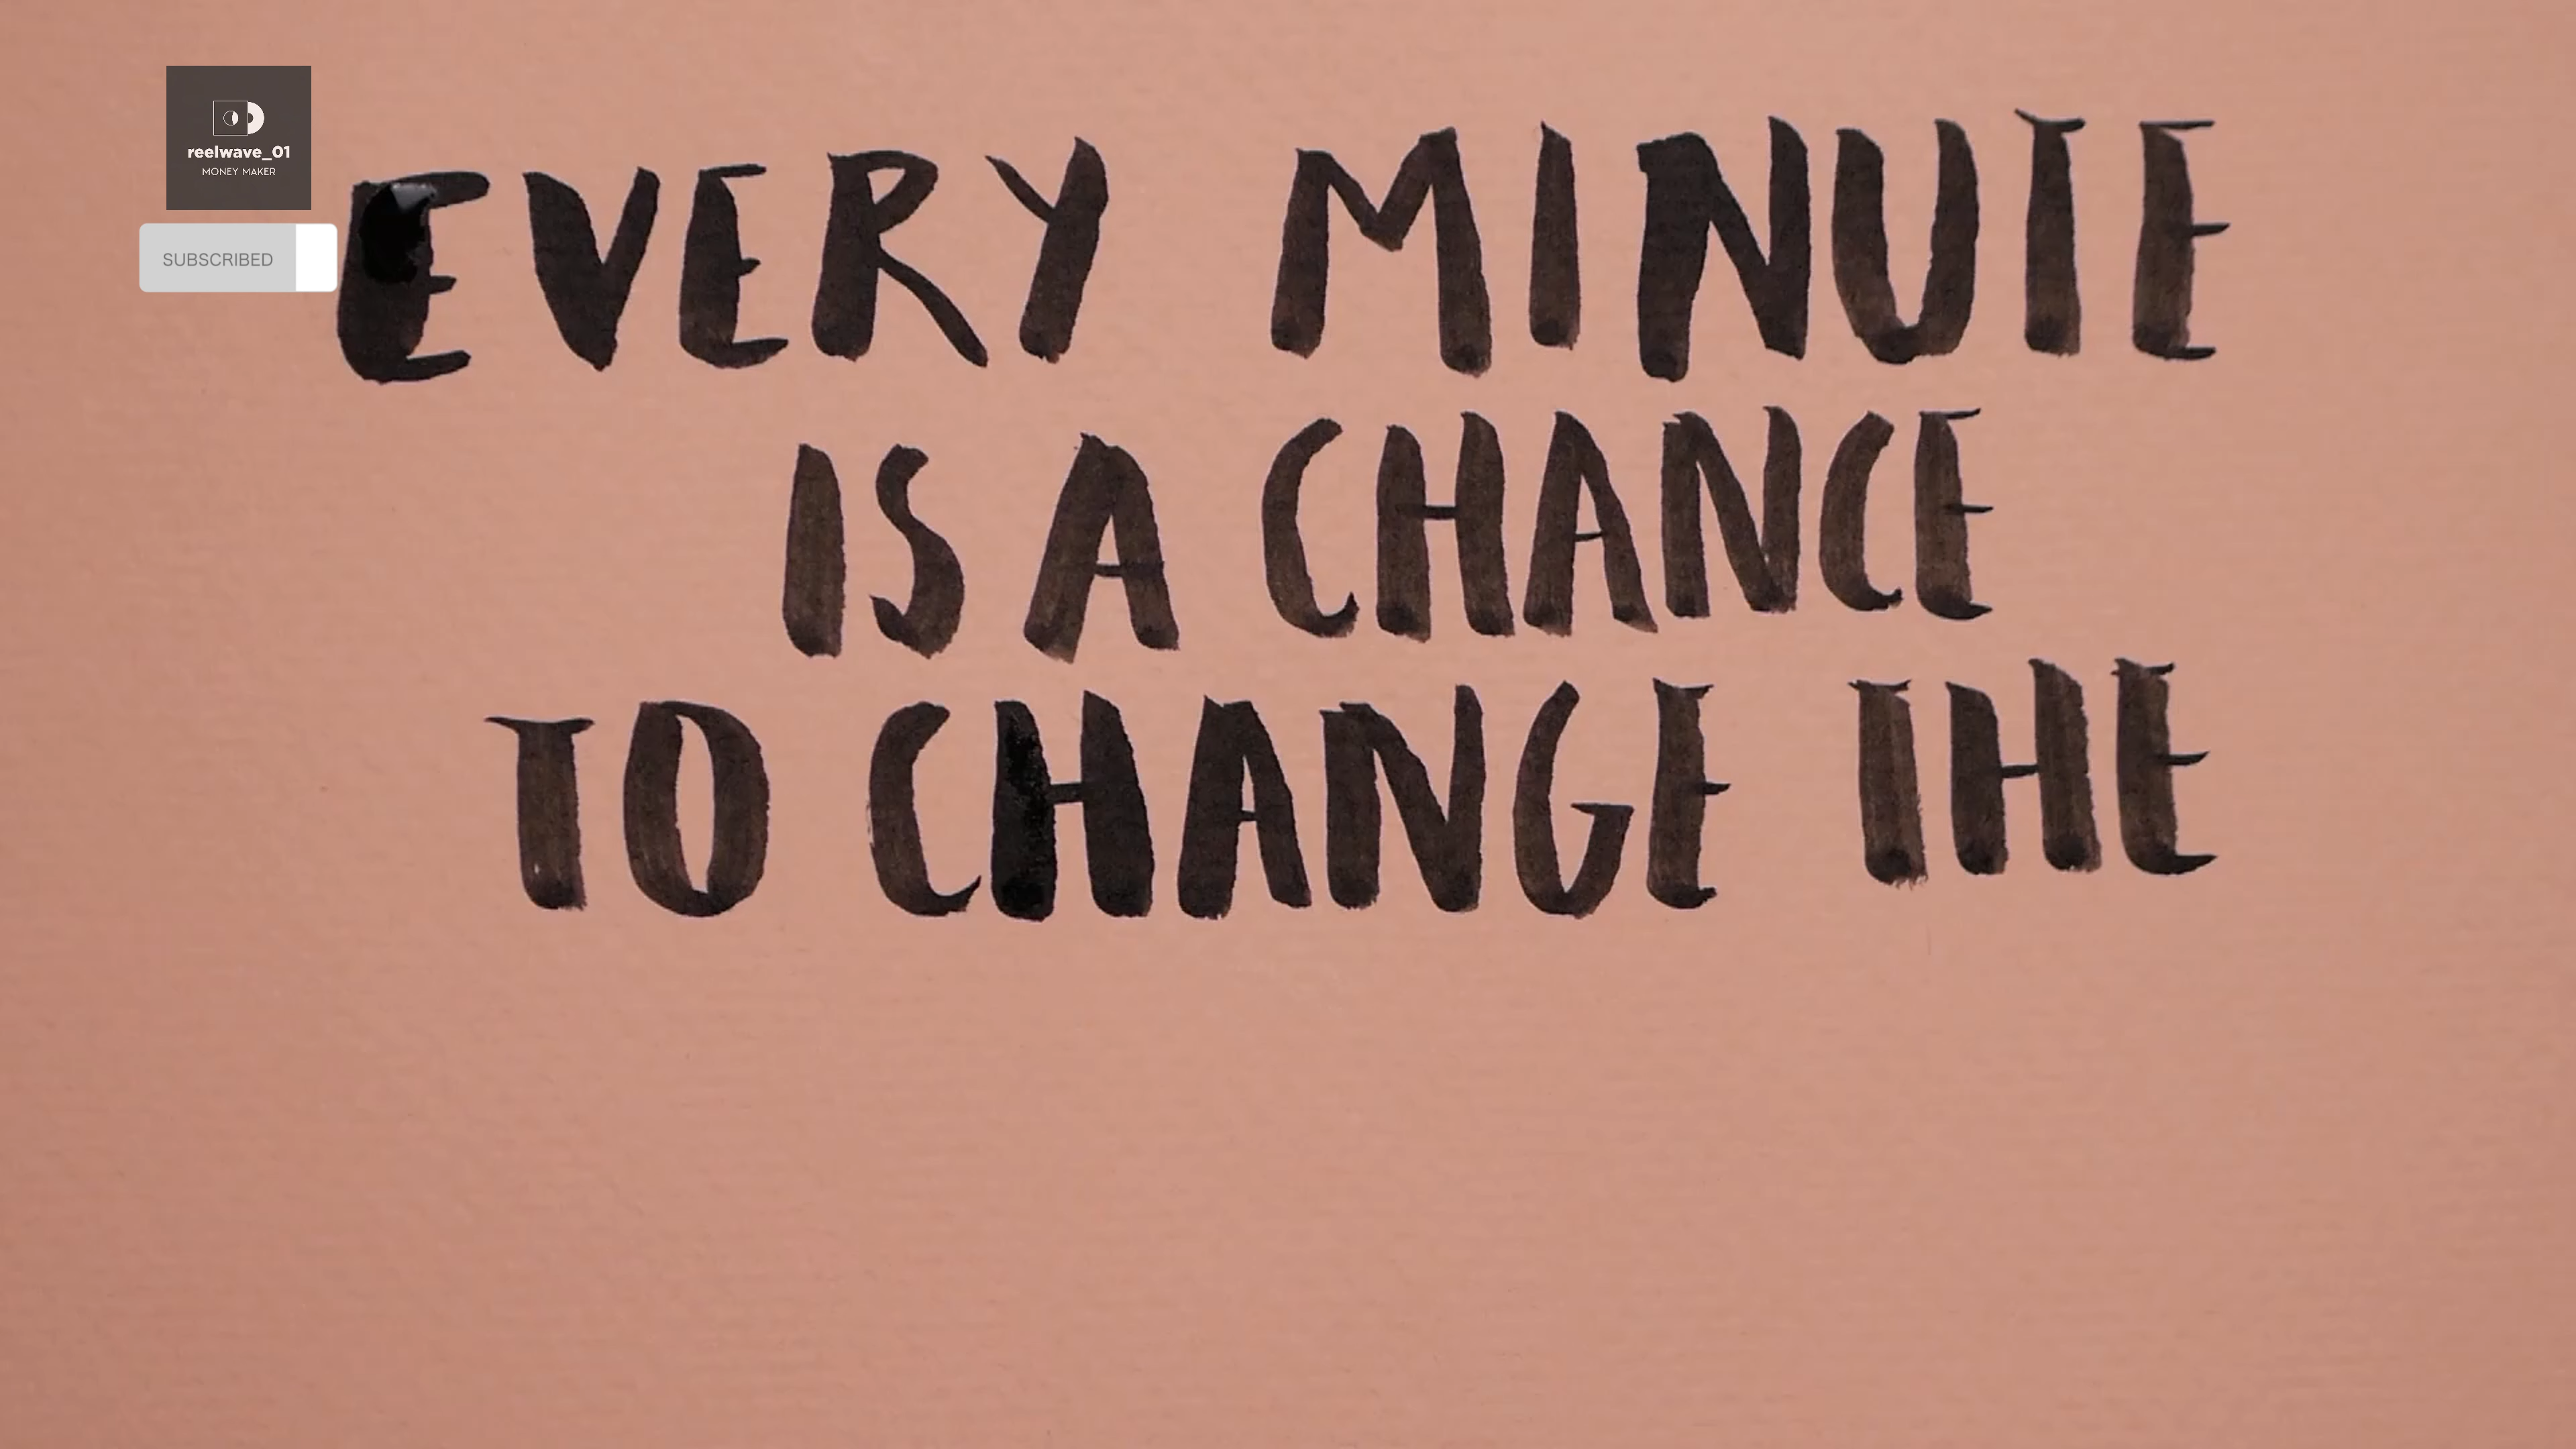 reelwave_01
MONEY MAKER
SUBSCRIBED
EVERY MINUTE
IS A CHANCE
TO CHANGE THE